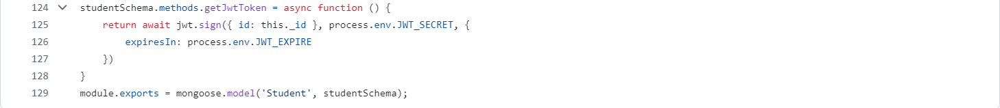 124 studentSchema.methods.getJwtToken = async function () {
125 return await jwt.sign({ id: this._id }, process.env.JWT_SECRET, {
126 expiresIn: process.env.JWT_EXPIRE
127 })
128 }
129 module.exports = mongoose.model('Student', studentSchema);